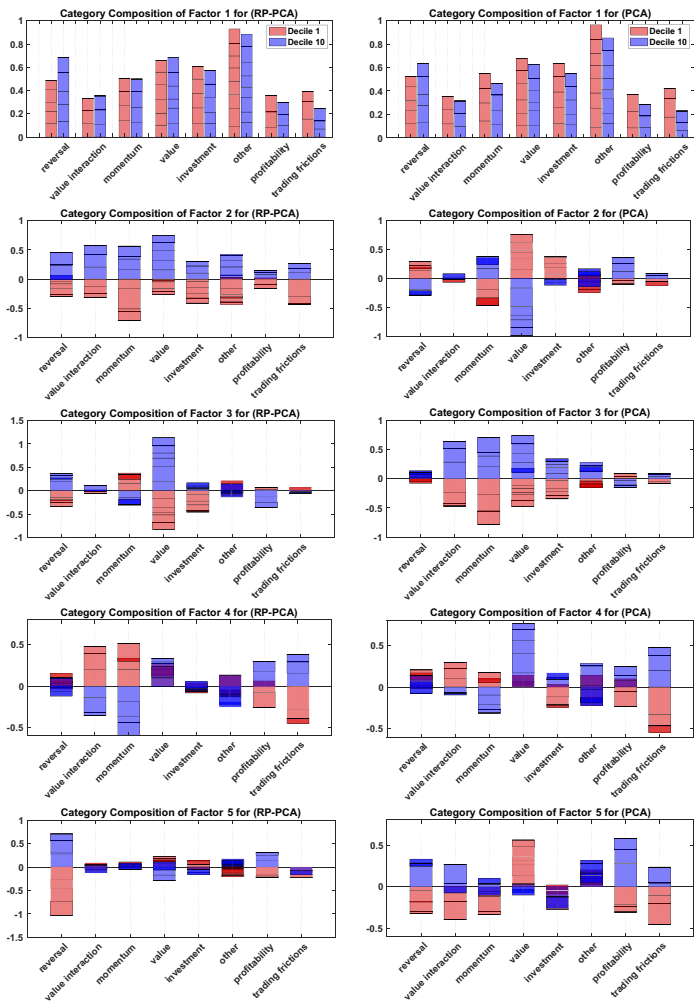 Category Composition of Factor 1 for (RP-PCA)
1
0.8
0.6
0.4
0.2
0
Decile 1
Decile 10
reversal
value interaction
momentum
value
investment
other
profitability
trading frictions
Category Composition of Factor 1 for (PCA)
1
0.8
0.6
0.4
0.2
0
Decile 1
Decile 10
reversal
value interaction
momentum
value
investment
other
profitability
trading frictions
Category Composition of Factor 2 for (RP-PCA)
1
0.5
0
-0.5
-1
reversal
value interaction
momentum
value
investment
other
profitability
trading frictions
Category Composition of Factor 2 for (PCA)
1
0.5
0
-0.5
-1
reversal
value interaction
momentum
value
investment
other
profitability
trading frictions
Category Composition of Factor 3 for (RP-PCA)
1.5
1
0.5
0
-0.5
-1
reversal
value interaction
momentum
value
investment
other
profitability
trading frictions
Category Composition of Factor 3 for (PCA)
1
0.5
0
-0.5
-1
reversal
value interaction
momentum
value
investment
other
profitability
trading frictions
Category Composition of Factor 4 for (RP-PCA)
0.5
0
-0.5
reversal
value interaction
momentum
value
investment
other
profitability
trading frictions
Category Composition of Factor 4 for (PCA)
0.5
0
-0.5
reversal
value interaction
momentum
value
investment
other
profitability
trading frictions
Category Composition of Factor 5 for (RP-PCA)
1
0.5
0
-0.5
-1
-1.5
reversal
value interaction
momentum
value
investment
other
profitability
trading frictions
Category Composition of Factor 5 for (PCA)
0.5
0
-0.5
reversal
value interaction
momentum
value
investment
other
profitability
trading frictions